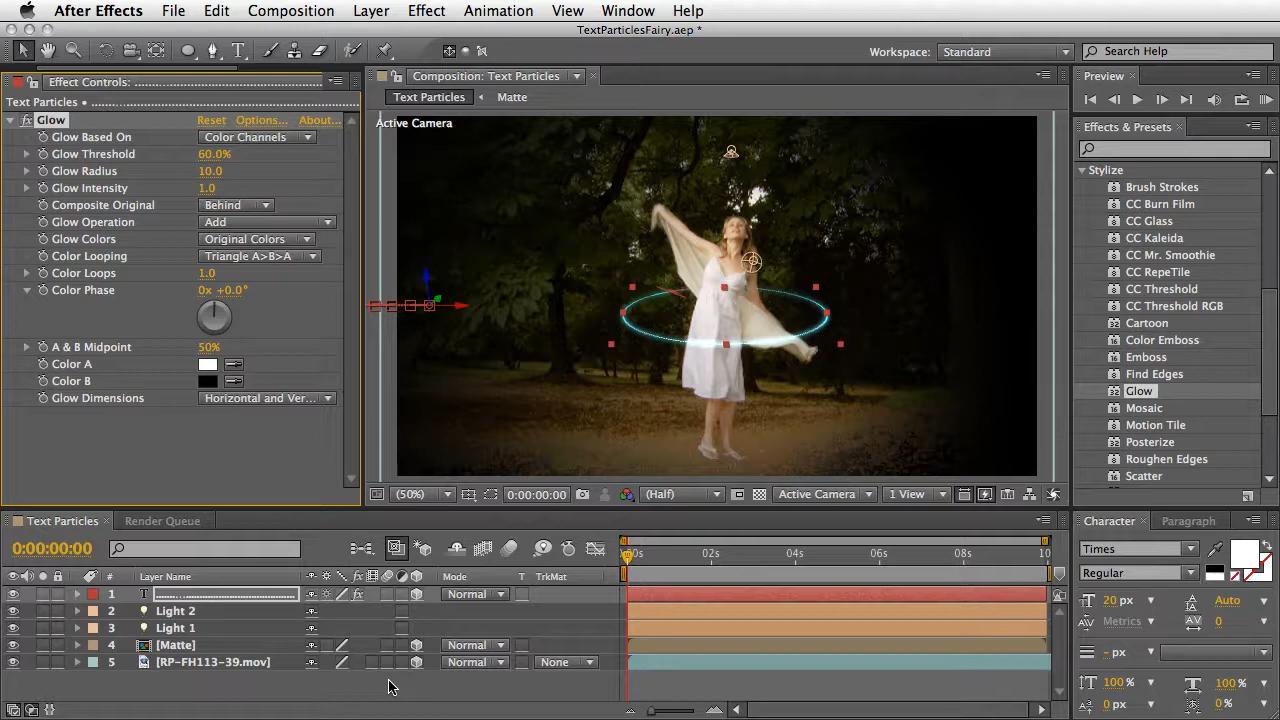 After Effects File Edit Composition Layer Effect Animation View Window Help
TextParticlesFairy.aep *
Workspace: Standard Search Help
Effect Controls: ........................................
Text Particles • ........................................
Glow Reset Options... About...
Glow Based On Color Channels
Glow Threshold 60.0%
Glow Radius 10.0
Glow Intensity 1.0
Composite Original Behind
Glow Operation Add
Glow Colors Original Colors
Color Looping Triangle A>B>A
Color Loops 1.0
Color Phase 0x +0.0°
A & B Midpoint 50%
Color A
Color B
Glow Dimensions Horizontal and Ver...
Composition: Text Particles
Text Particles Matte
Active Camera
(50%) 0:00:00:00 (Half) Active Camera 1 View
Preview
Effects & Presets
Stylize
Brush Strokes
CC Burn Film
CC Glass
CC Kaleida
CC Mr. Smoothie
CC RepeTile
CC Threshold
CC Threshold RGB
Cartoon
Color Emboss
Emboss
Find Edges
Glow
Mosaic
Motion Tile
Posterize
Roughen Edges
Scatter
Text Particles Render Queue
0:00:00:00
# Layer Name Mode T TrkMat
:00s 02s 04s 06s 08s 10
1 T ........................................ Normal
2 Light 2
3 Light 1
4 [Matte] Normal
5 [RP-FH113-39.mov] Normal None
Character Paragraph
Times
Regular
20 px Auto
Metrics 0
- px
100% 100%
0 px 0%